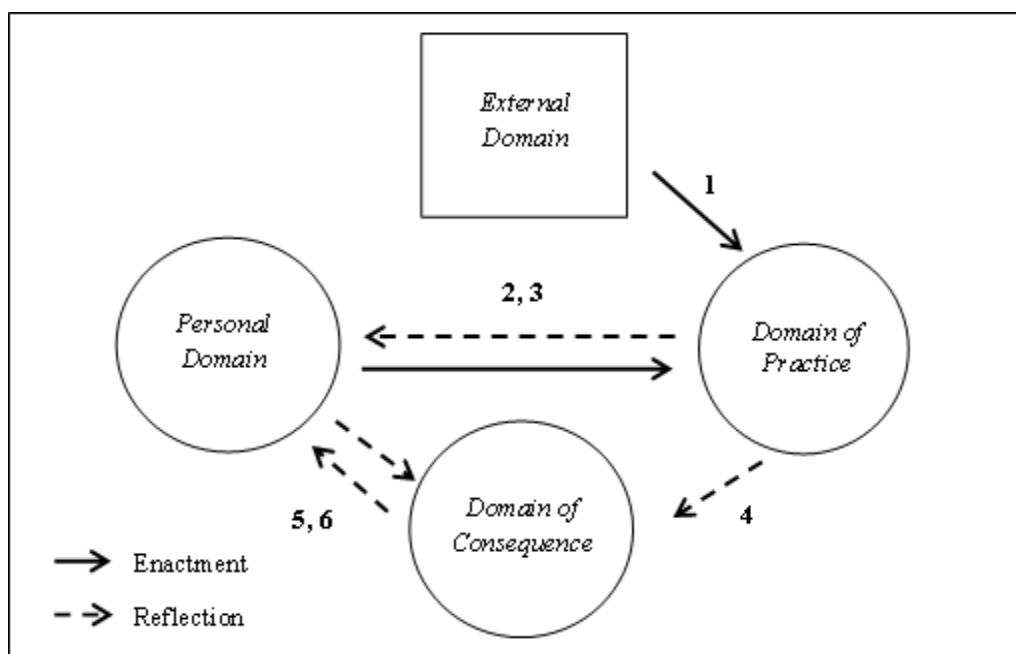 External
Domain
1
2, 3
Personal
Domain
Domain of
Practice
Domain of
Consequence
4
5, 6
Enactment
Reflection